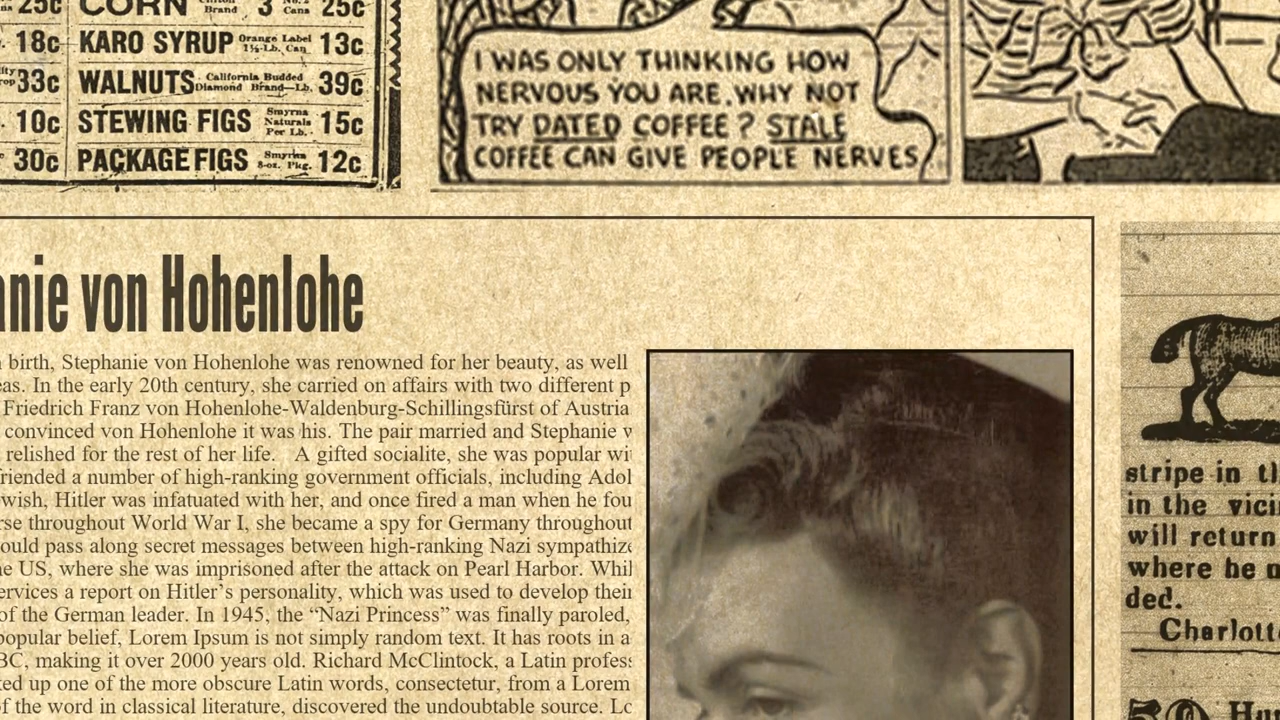 25c CORN Brand 3 No. 2 Cans 25c
18c KARO SYRUP Orange Label 1½-Lb. Can 13c
33c WALNUTS California Budded Diamond Brand—Lb. 39c
10c STEWING FIGS Smyrna Naturals Per Lb. 15c
30c PACKAGE FIGS Smyrna 8-oz. Pkg. 12c
I WAS ONLY THINKING HOW
NERVOUS YOU ARE. WHY NOT
TRY DATED COFFEE? STALE
COFFEE CAN GIVE PEOPLE NERVES
anie von Hohenlohe
birth, Stephanie von Hohenlohe was renowned for her beauty, as well
eas. In the early 20th century, she carried on affairs with two different p
Friedrich Franz von Hohenlohe-Waldenburg-Schillingsfürst of Austria
convinced von Hohenlohe it was his. The pair married and Stephanie
relished for the rest of her life. A gifted socialite, she was popular wi
friended a number of high-ranking government officials, including Adol
wish, Hitler was infatuated with her, and once fired a man when he fou
rse throughout World War I, she became a spy for Germany throughout
ould pass along secret messages between high-ranking Nazi sympathize
he US, where she was imprisoned after the attack on Pearl Harbor. Whil
ervices a report on Hitler’s personality, which was used to develop their
of the German leader. In 1945, the “Nazi Princess” was finally paroled,
popular belief, Lorem Ipsum is not simply random text. It has roots in a
BC, making it over 2000 years old. Richard McClintock, a Latin profess
ked up one of the more obscure Latin words, consectetur, from a Lorem
of the word in classical literature, discovered the undoubtable source. Lo
stripe in th
in the vici
will return
where he
ded.
Charlott
50